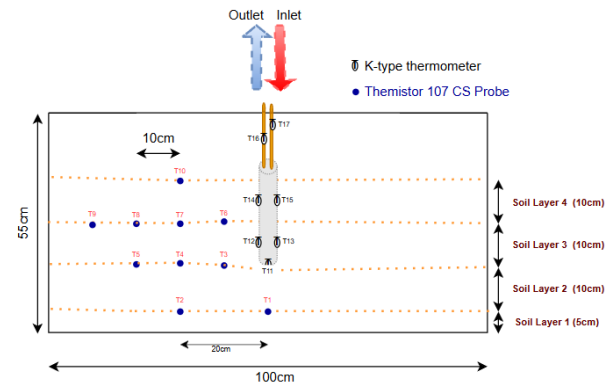 Outlet Inlet
K-type thermometer
Themistor 107 CS Probe
T17
T16
10cm
T10
T14 T15
Soil Layer 4 (10cm)
T9 T8 T7 T6
55cm
T12 T13
Soil Layer 3 (10cm)
T5 T4 T3
T11
Soil Layer 2 (10cm)
T2 T1
Soil Layer 1 (5cm)
20cm
100cm